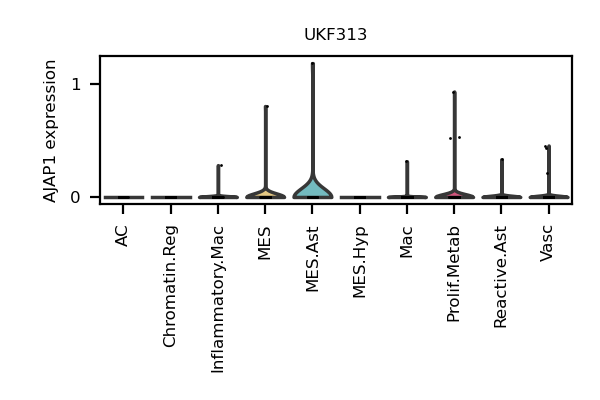 UKF313
AJAP1 expression
1
0
AC
Chromatin.Reg
Inflammatory.Mac
MES
MES.Ast
MES.Hyp
Mac
Prolif.Metab
Reactive.Ast
Vasc